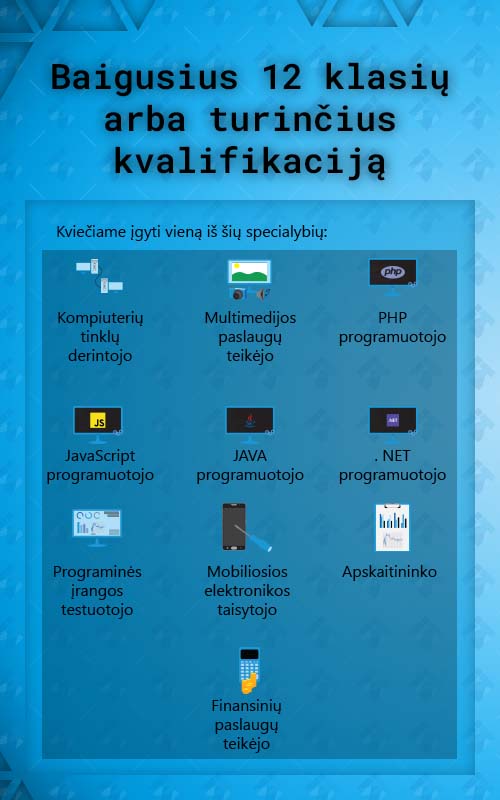 Baigusius 12 klasių
arba turinčius
kvalifikaciją
Kviečiame įgyti vieną iš šių specialybių:
Kompiuterių
tinklų
derintojo
Multimedijos
paslaugų
teikėjo
php
PHP
programuotojo
JS
JavaScript
programuotojo
JAVA
programuotojo
.NET
. NET
programuotojo
Programinės
įrangos
testuotojo
Mobiliosios
elektronikos
taisytojo
Apskaitininko
Finansinių
paslaugų
teikėjo